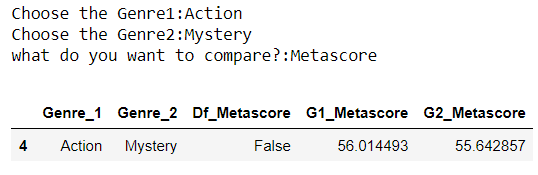 Choose the Genre1:Action
Choose the Genre2:Mystery
what do you want to compare?:Metascore
Genre_1 Genre_2 Df_Metascore G1_Metascore G2_Metascore
4 Action Mystery False 56.014493 55.642857